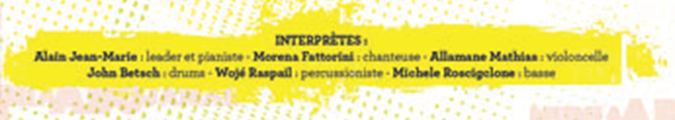 INTERPRÈTES :
Alain Jean-Marie : leader et pianiste - Morena Fattorini : chanteuse - Allamane Mathias : violoncelle
John Betsch : drums - Wojé Raspail : percussioniste - Michele Roscigclone : basse